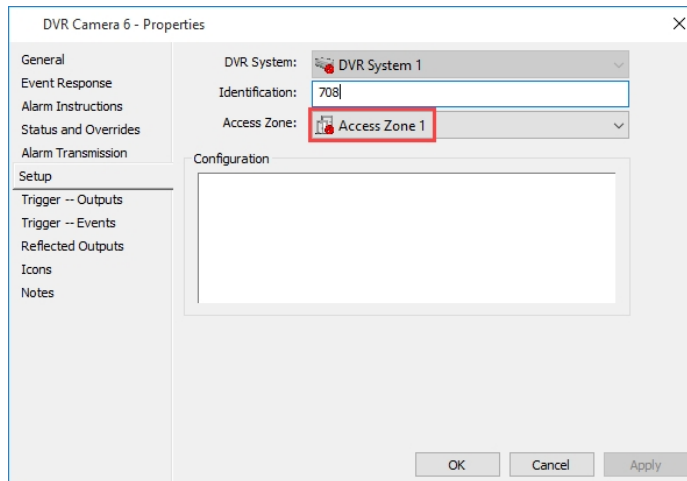 DVR Camera 6 - Properties
General
Event Response
Alarm Instructions
Status and Overrides
Alarm Transmission
Setup
Trigger -- Outputs
Trigger -- Events
Reflected Outputs
Icons
Notes
DVR System: DVR System 1
Identification: 708
Access Zone: Access Zone 1
Configuration
OK Cancel Apply